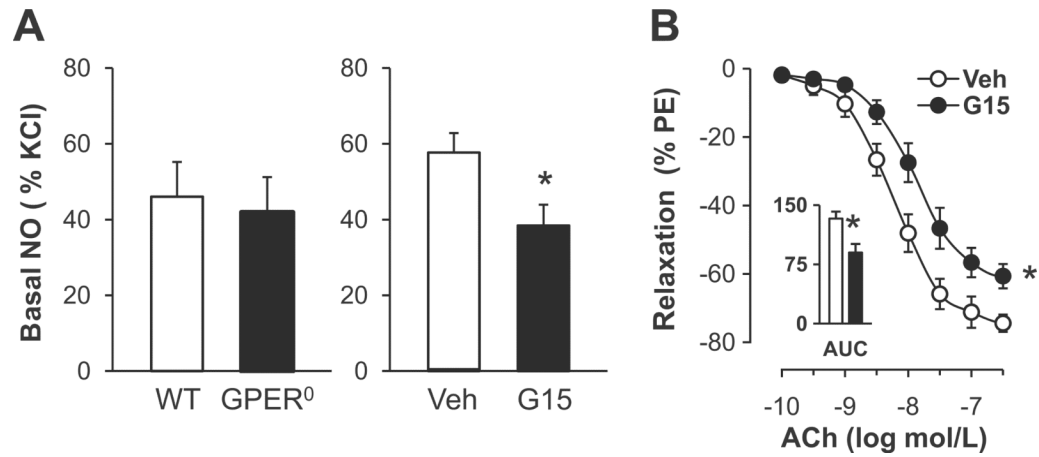 A
Basal NO ( % KCl)
80
60
40
20
0
WT
GPER⁰
80
60
40
20
0
*
Veh
G15
B
Relaxation (% PE)
0
-20
-40
-60
-80
Veh
G15
*
150
75
0
*
AUC
-10
-9
-8
-7
ACh (log mol/L)